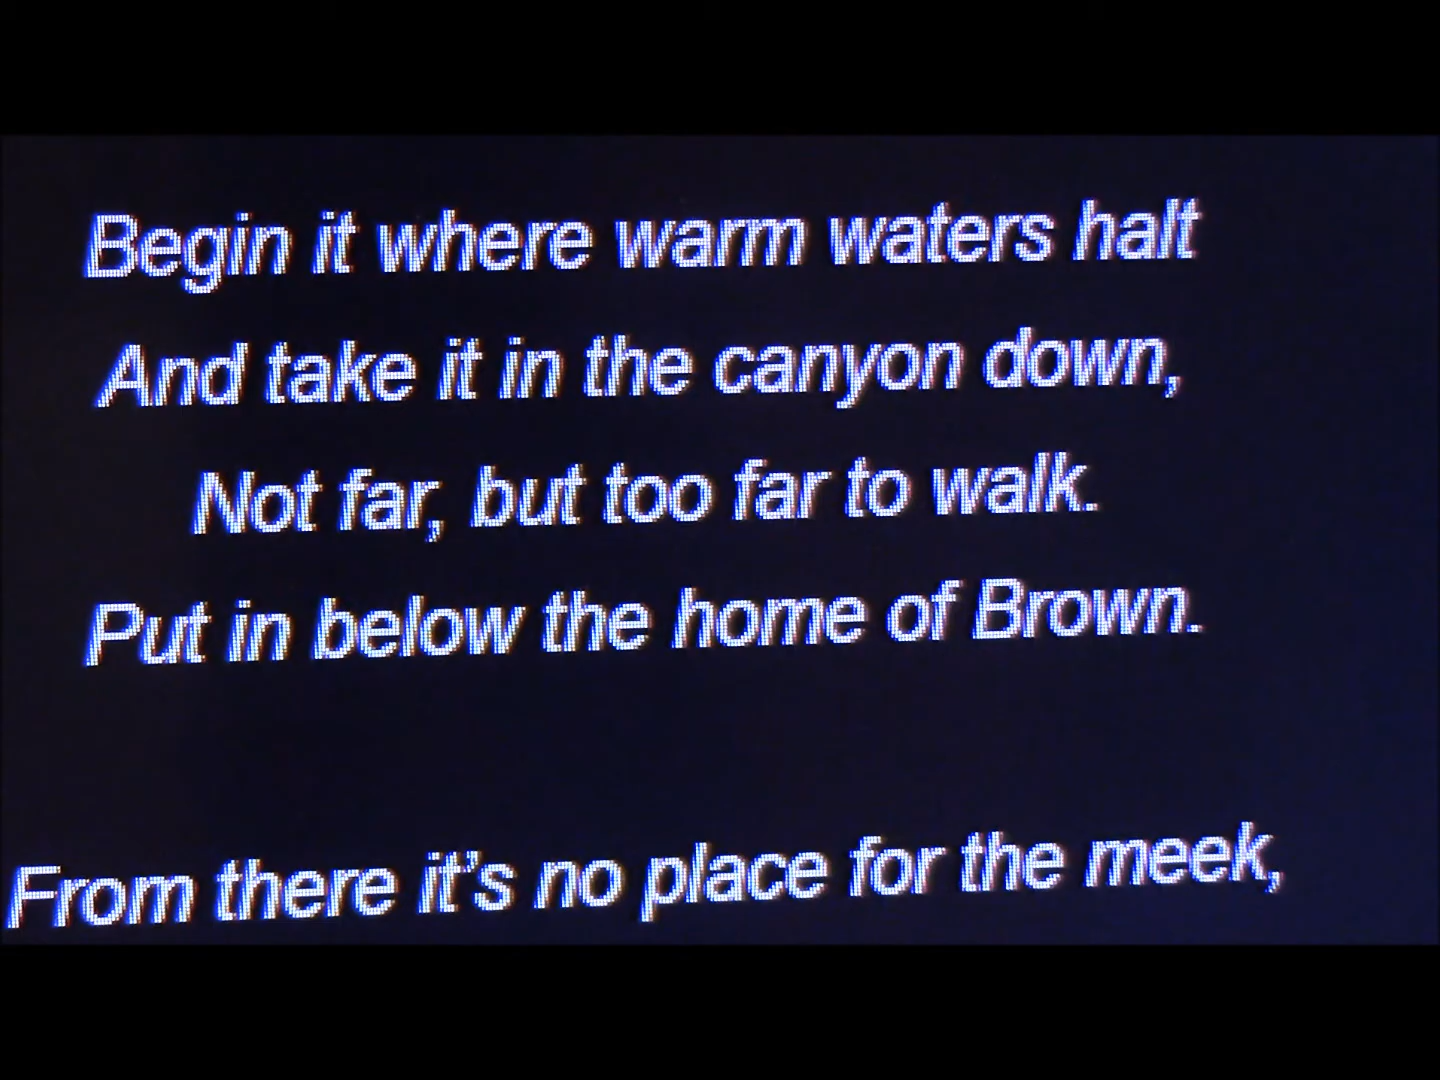 Begin it where warm waters halt
And take it in the canyon down,
Not far, but too far to walk.
Put in below the home of Brown.
From there it's no place for the meek,